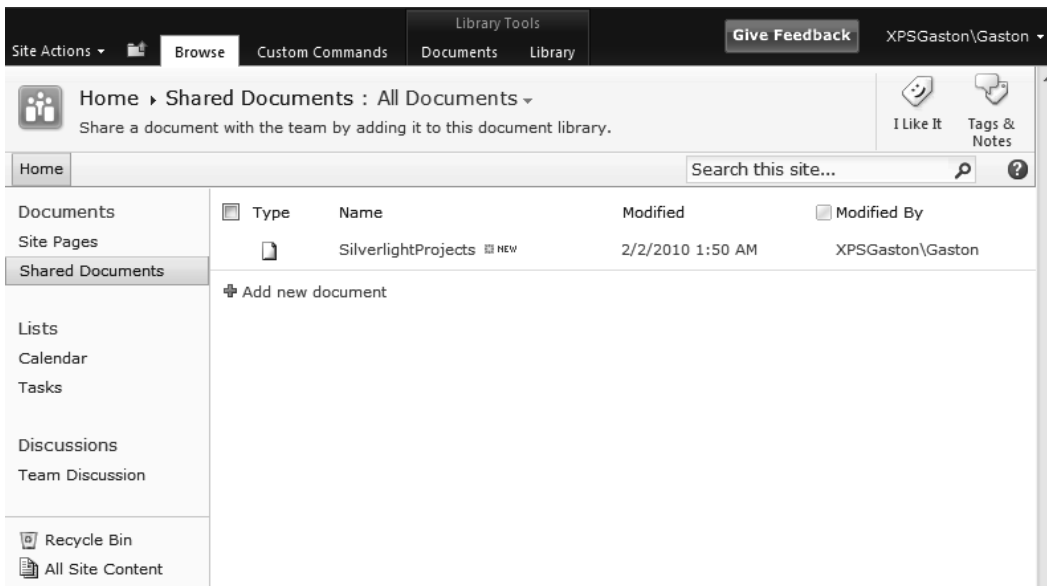 Library Tools
Site Actions Browse Custom Commands Documents Library Give Feedback XPSGaston\Gaston
Home Shared Documents : All Documents
Share a document with the team by adding it to this document library.
I Like It
Tags & Notes
Home
Search this site...
Documents
Site Pages
Shared Documents
Lists
Calendar
Tasks
Discussions
Team Discussion
Recycle Bin
All Site Content
Type Name Modified Modified By
SilverlightProjects NEW 2/2/2010 1:50 AM XPSGaston\Gaston
Add new document